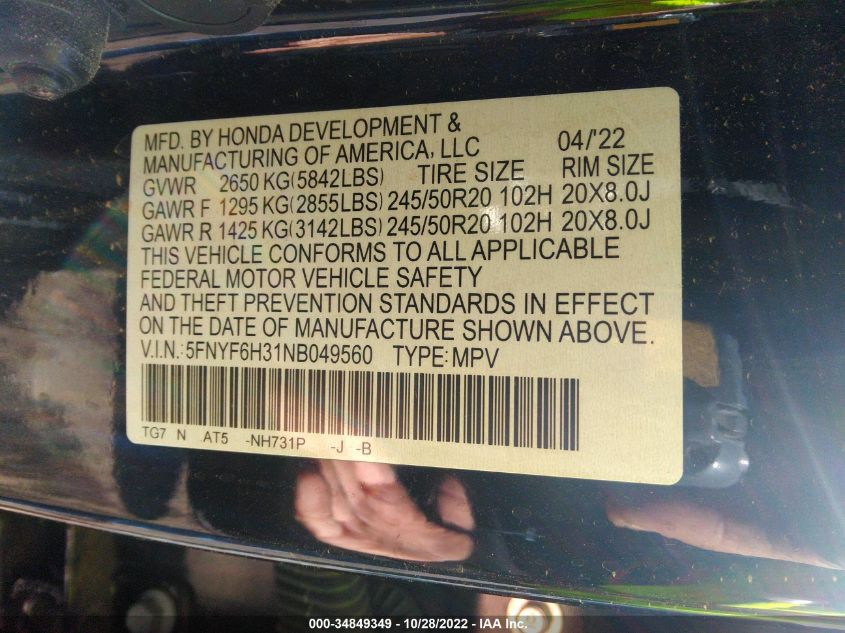 MFD. BY HONDA DEVELOPMENT &
MANUFACTURING OF AMERICA, LLC 04/'22
GVWR 2650 KG(5842LBS) TIRE SIZE RIM SIZE
GAWR F 1295 KG(2855LBS) 245/50R20 102H 20X8.0J
GAWR R 1425 KG(3142LBS) 245/50R20 102H 20X8.0J
THIS VEHICLE CONFORMS TO ALL APPLICABLE
FEDERAL MOTOR VEHICLE SAFETY
AND THEFT PREVENTION STANDARDS IN EFFECT
ON THE DATE OF MANUFACTURE SHOWN ABOVE.
V.I.N.:5FNYF6H31NB049560 TYPE:MPV
TG7 N AT5 -NH731P -J -B
000-34849349 - 10/28/2022 - IAA Inc.